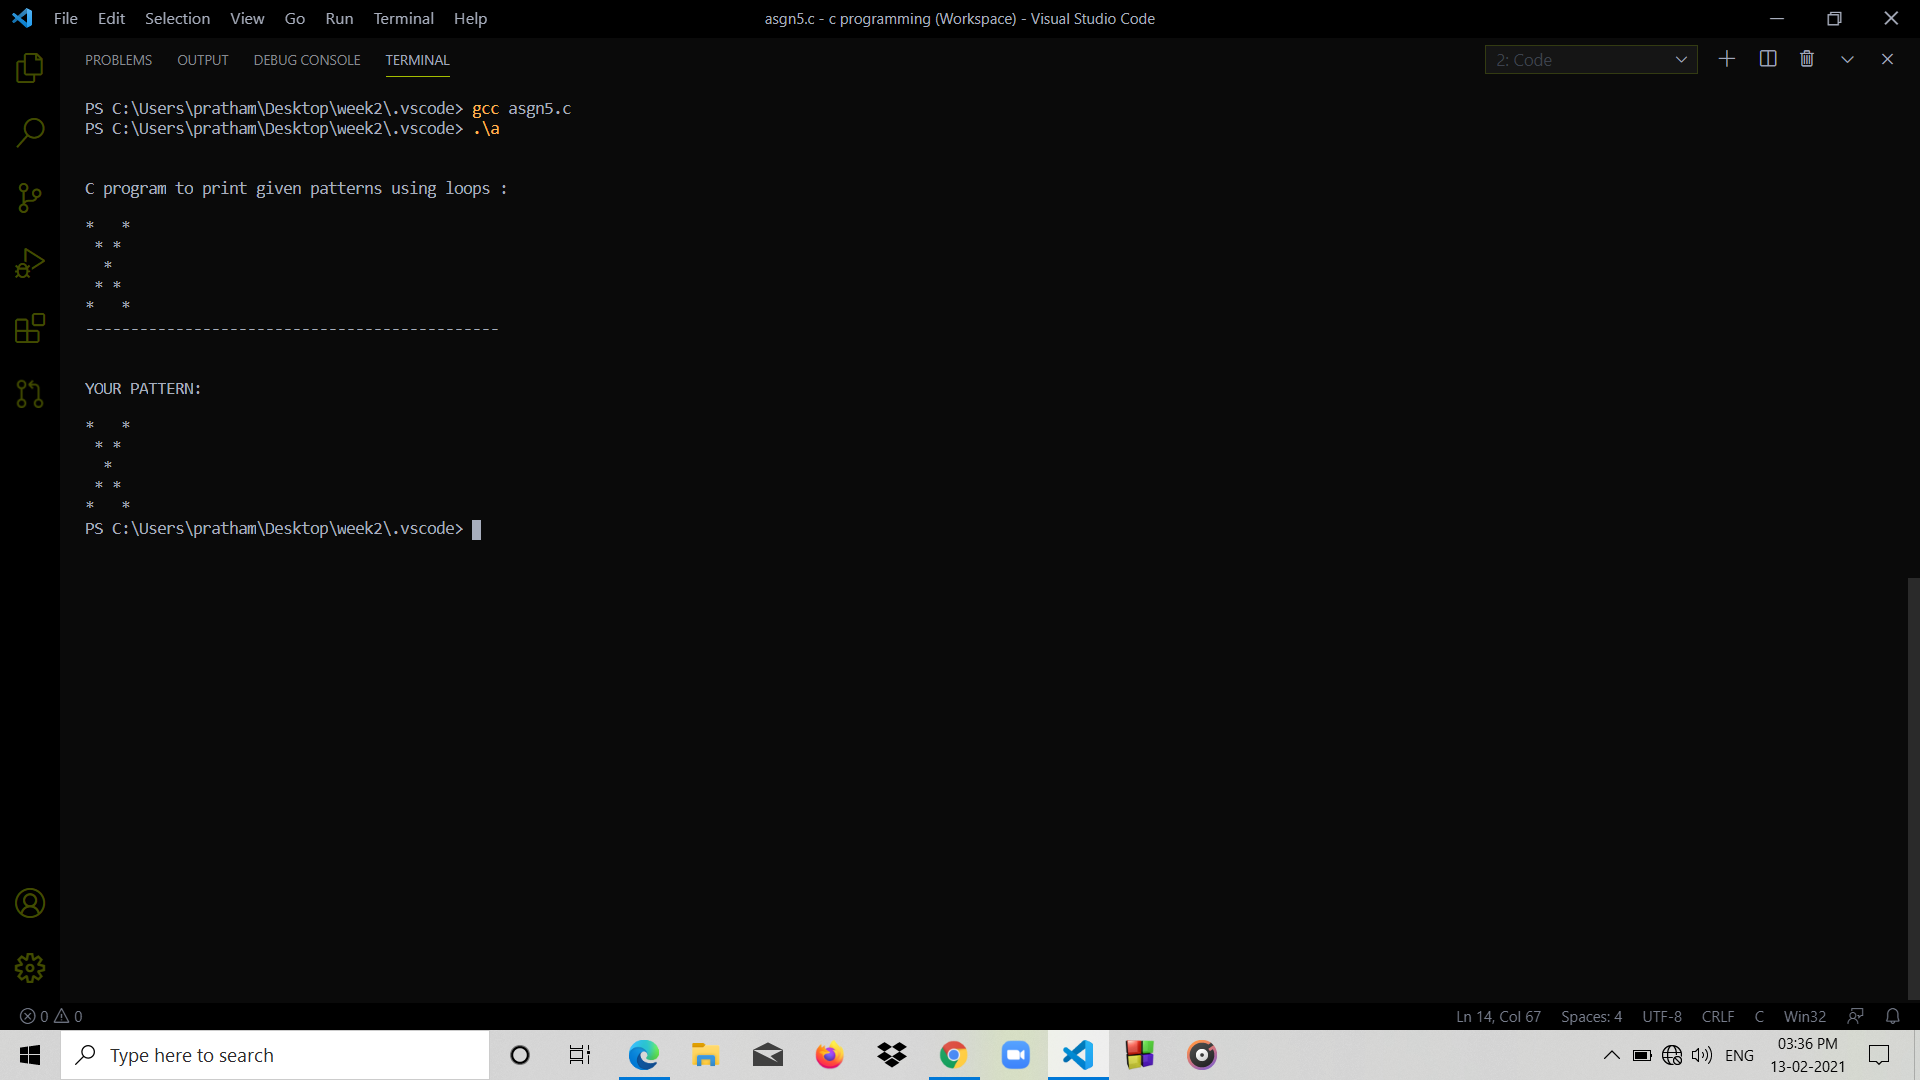 File Edit Selection View Go Run Terminal Help asgn5.c - c programming (Workspace) - Visual Studio Code
PROBLEMS OUTPUT DEBUG CONSOLE TERMINAL 2: Code
PS C:\Users\pratham\Desktop\week2\.vscode> gcc asgn5.c
PS C:\Users\pratham\Desktop\week2\.vscode> .\a
C program to print given patterns using loops :
*   *
 * *
  *
 * *
*   *
----------------------------------------------
YOUR PATTERN:
*   *
 * *
  *
 * *
*   *
PS C:\Users\pratham\Desktop\week2\.vscode>
0 0 Ln 14, Col 67 Spaces: 4 UTF-8 CRLF C Win32
Type here to search ENG 03:36 PM
13-02-2021